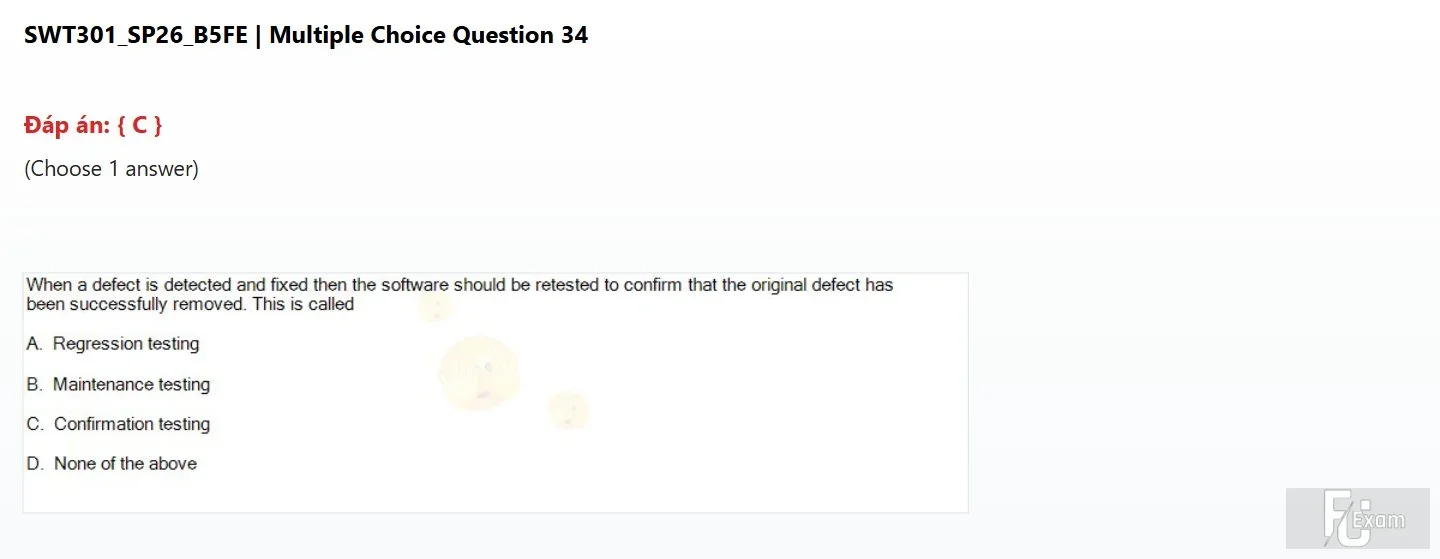 SWT301_SP26_B5FE | Multiple Choice Question 34
Đáp án: { C }
(Choose 1 answer)
When a defect is detected and fixed then the software should be retested to confirm that the original defect has
been successfully removed. This is called
A. Regression testing
B. Maintenance testing
C. Confirmation testing
D. None of the above
FU Exam